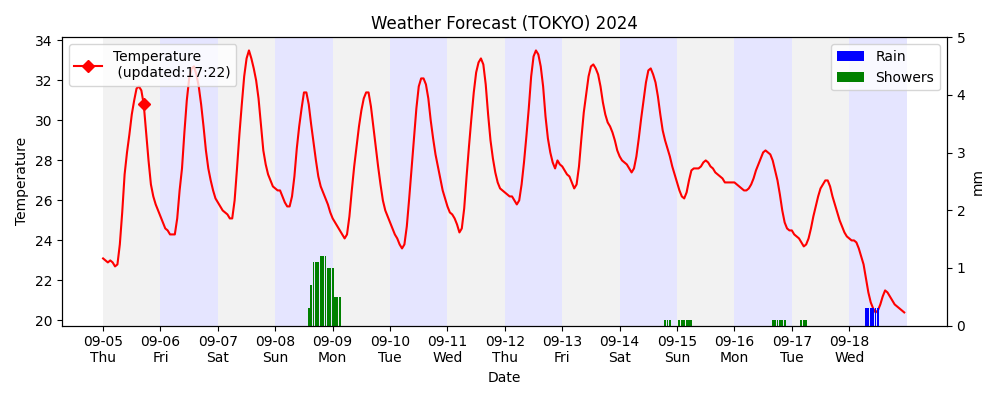 Weather Forecast (TOKYO) 2024
Temperature
(updated:17:22)
Rain
Showers
34
32
30
28
26
24
22
20
Temperature
5
4
3
2
1
0
mm
09-05 09-06 09-07 09-08 09-09 09-10 09-11 09-12 09-13 09-14 09-15 09-16 09-17 09-18
Thu Fri Sat Sun Mon Tue Wed Thu Fri Sat Sun Mon Tue Wed
Date